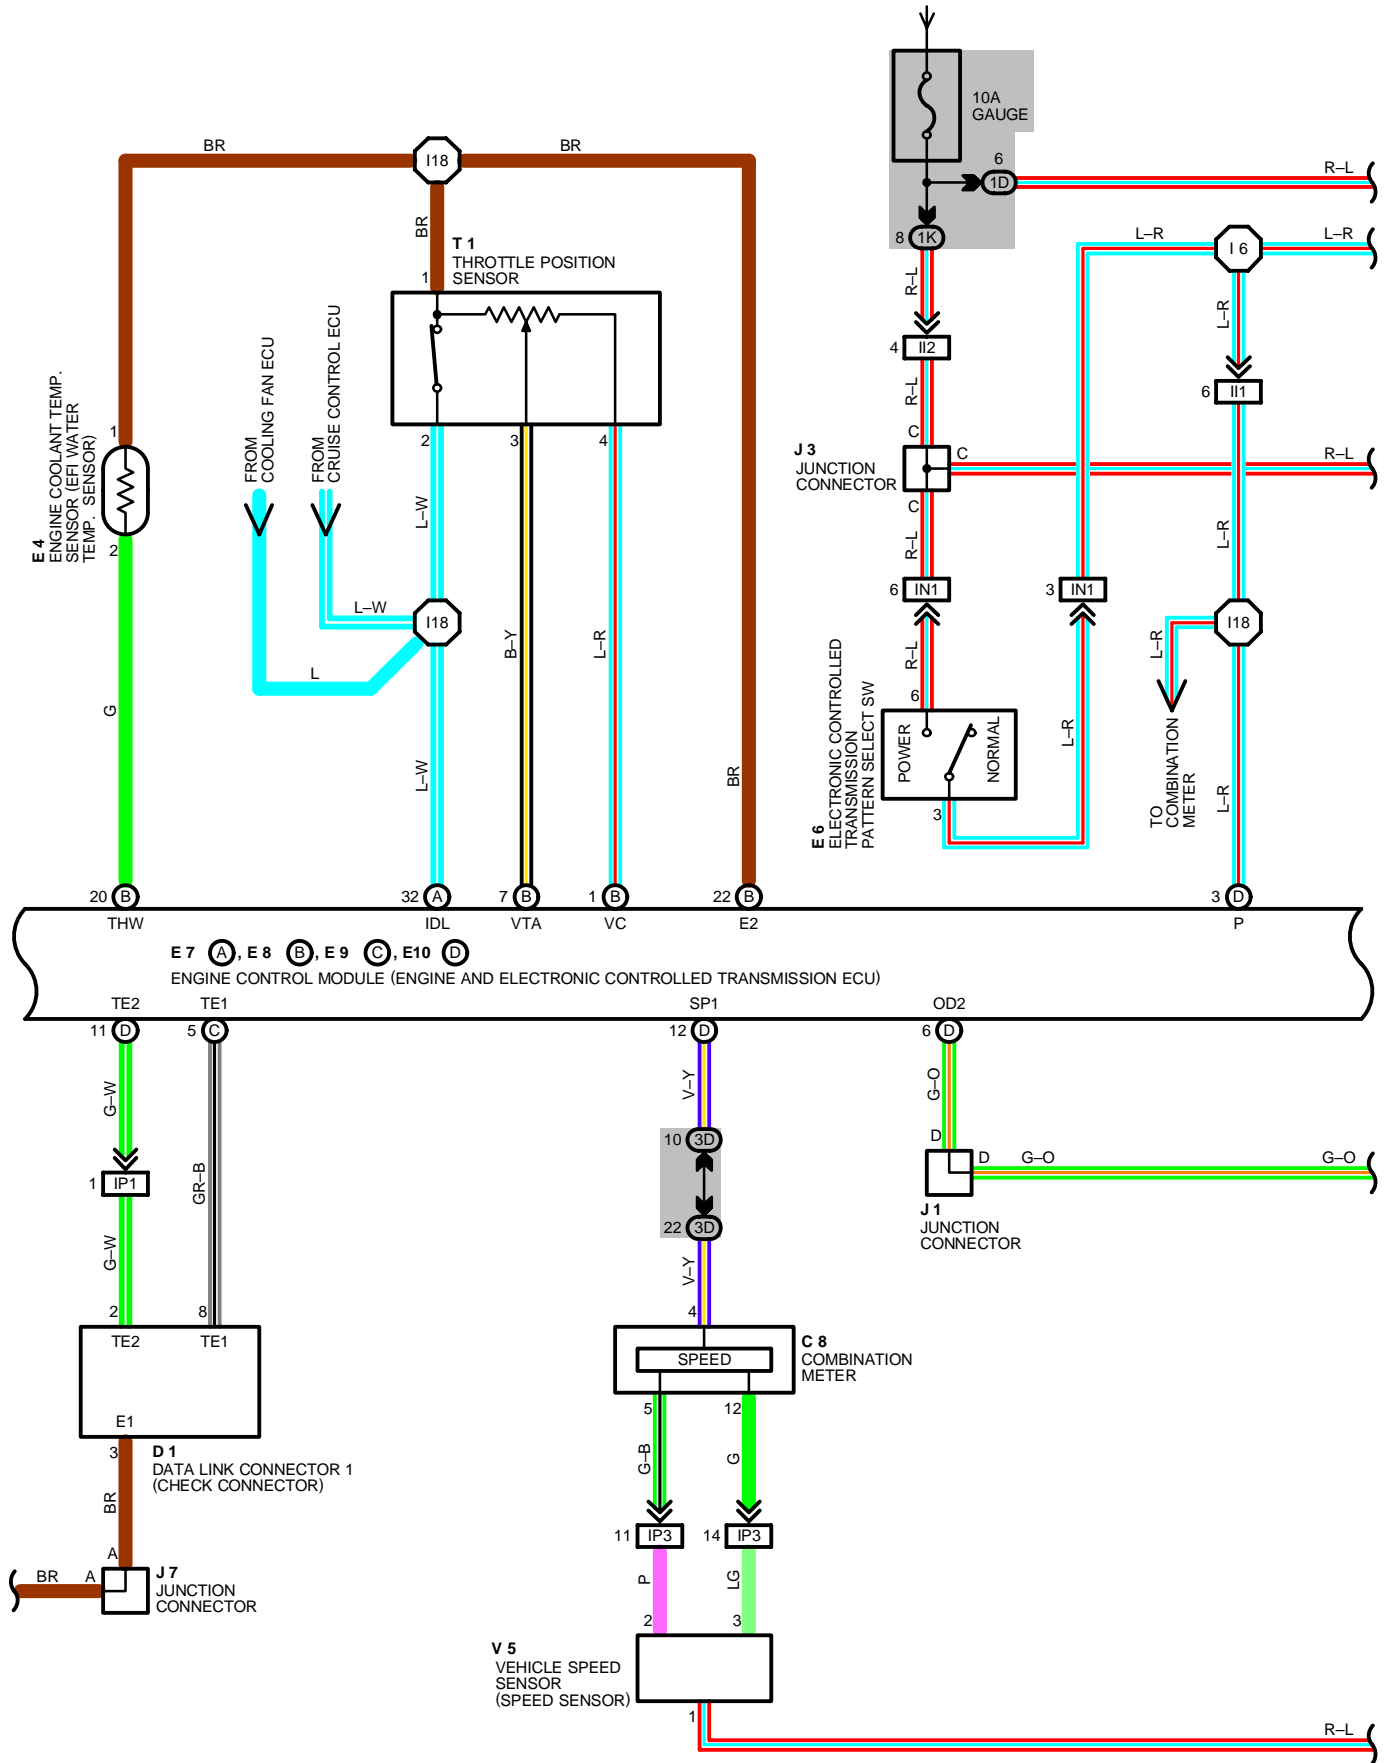 10A
GAUGE
6
1D
R–L
8 1K
BR
I18
BR
BR
T 1
THROTTLE POSITION
SENSOR
1
R–L
L–R
I 6
L–R
L–R
4 II2
6 II1
R–L
C
J 3
JUNCTION
CONNECTOR
C
R–L
C
R–L
L–R
6 IN1
3 IN1
FROM
COOLING FAN ECU
FROM
CRUISE CONTROL ECU
E 4
ENGINE COOLANT TEMP.
SENSOR (EFI WATER
TEMP. SENSOR)
1
2
2
3
4
L–W
L–W
I18
L
B–Y
L–R
G
L–W
BR
R–L
6
I18
L–R
POWER
NORMAL
3
E 6
ELECTRONIC CONTROLLED
TRANSMISSION
PATTERN SELECT SW
L–R
TO
COMBINATION
METER
L–R
20 B
32 A
7 B
1 B
22 B
3 D
THW
IDL
VTA
VC
E2
P
E 7 A , E 8 B , E 9 C , E10 D
ENGINE CONTROL MODULE (ENGINE AND ELECTRONIC CONTROLLED TRANSMISSION ECU)
TE2
TE1
SP1
OD2
11 D
5 C
12 D
6 D
G–W
GR–B
V–Y
G–O
1 IP1
10 3D
22 3D
D
D
G–O
G–O
J 1
JUNCTION
CONNECTOR
G–W
V–Y
2
8
4
TE2
TE1
E1
SPEED
C 8
COMBINATION
METER
5
12
3
D 1
DATA LINK CONNECTOR 1
(CHECK CONNECTOR)
G–B
G
BR
11 IP3
14 IP3
A
BR
A
J 7
JUNCTION
CONNECTOR
P
LG
2
3
V 5
VEHICLE SPEED
SENSOR
(SPEED SENSOR)
1
R–L